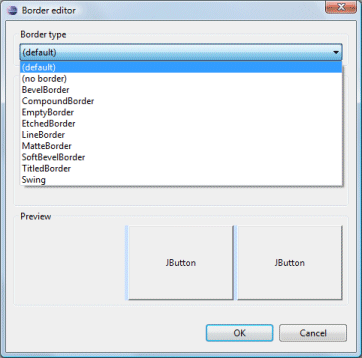 Border editor
Border type
(default)
(default)
(no border)
BevelBorder
CompoundBorder
EmptyBorder
EtchedBorder
LineBorder
MatteBorder
SoftBevelBorder
TitledBorder
Swing
Preview
JButton JButton
OK Cancel